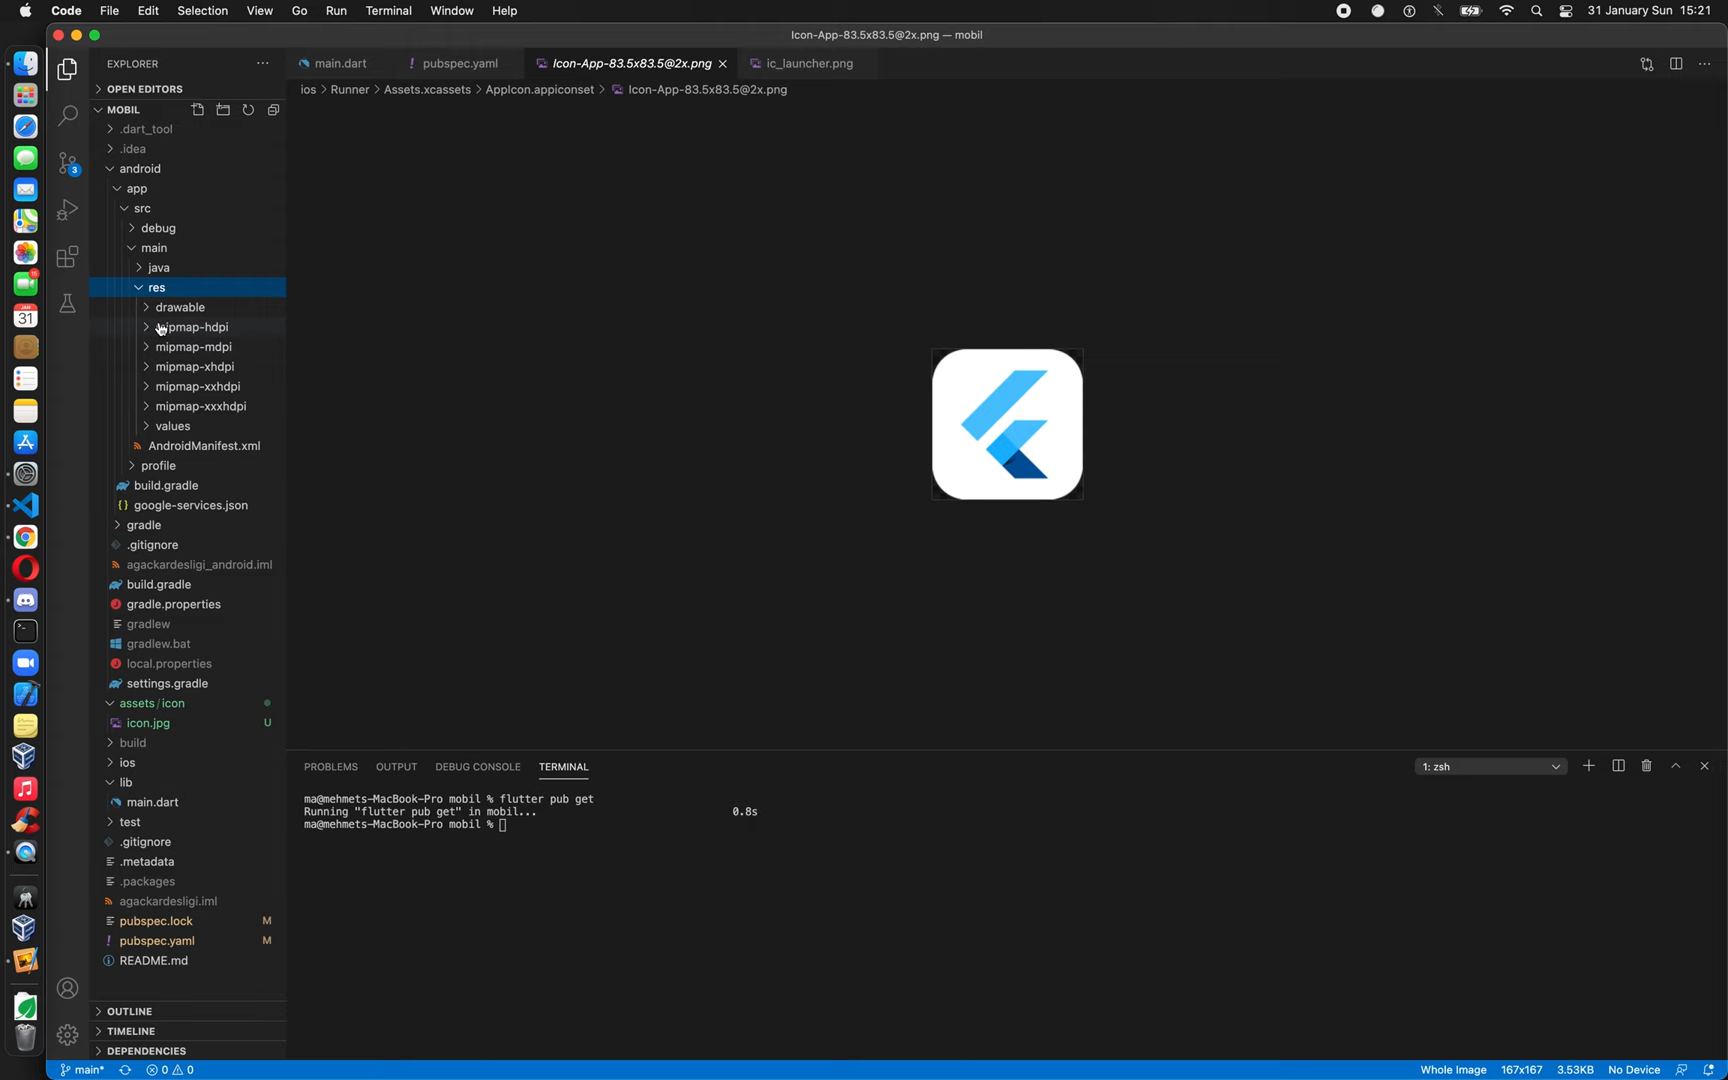 Code File Edit Selection View Go Run Terminal Window Help
31 January Sun 15:21
Icon-App-83.5x83.5@2x.png — mobil
EXPLORER
main.dart
! pubspec.yaml
Icon-App-83.5x83.5@2x.png
ic_launcher.png
ios > Runner > Assets.xcassets > AppIcon.appiconset > Icon-App-83.5x83.5@2x.png
OPEN EDITORS
MOBIL
.dart_tool
.idea
android
app
src
debug
main
java
res
drawable
mipmap-hdpi
mipmap-mdpi
mipmap-xhdpi
mipmap-xxhdpi
mipmap-xxxhdpi
values
AndroidManifest.xml
profile
build.gradle
{} google-services.json
gradle
.gitignore
agackardesligi_android.iml
build.gradle
gradle.properties
gradlew
gradlew.bat
local.properties
settings.gradle
assets/icon
icon.jpg U
build
ios
lib
main.dart
test
.gitignore
.metadata
.packages
agackardesligi.iml
pubspec.lock M
! pubspec.yaml M
README.md
OUTLINE
TIMELINE
DEPENDENCIES
3
15
JAN
31
PROBLEMS OUTPUT DEBUG CONSOLE TERMINAL
1: zsh
ma@mehmets-MacBook-Pro mobil % flutter pub get
Running "flutter pub get" in mobil... 0.8s
ma@mehmets-MacBook-Pro mobil %
main* 0 0
Whole Image 167x167 3.53KB No Device